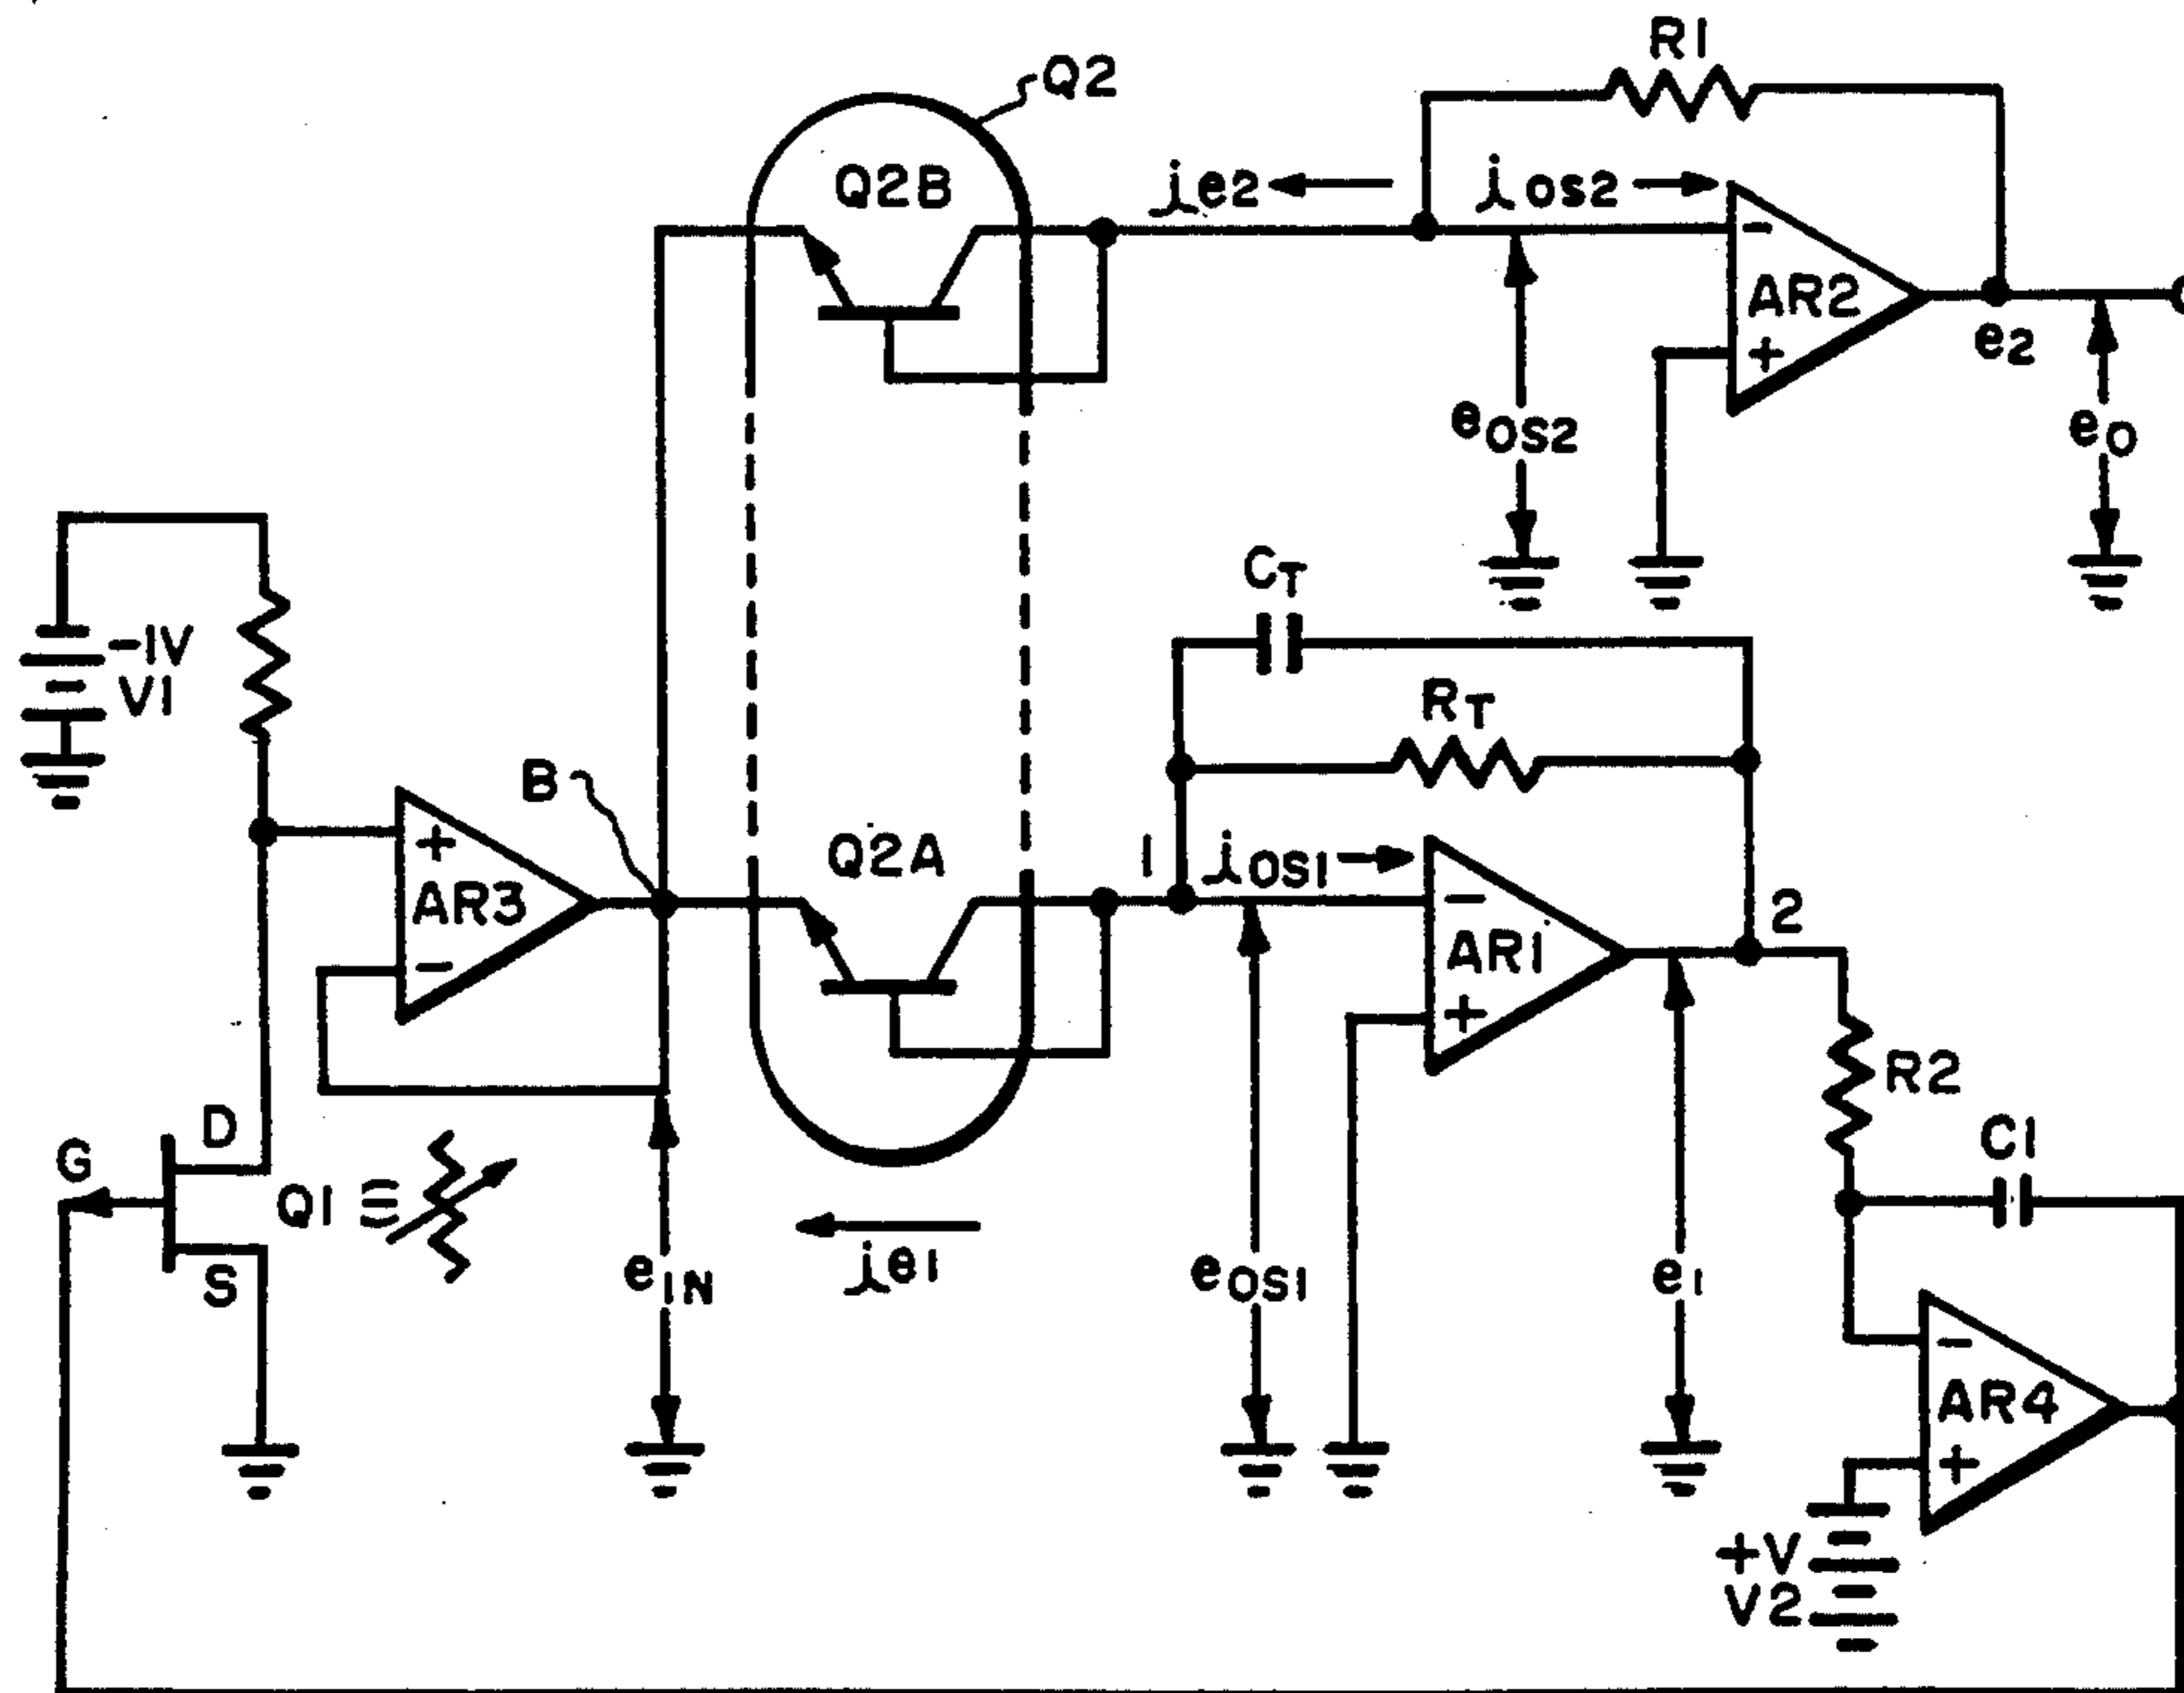 R1
Q2
Q2B
ie2
iOS2
-
AR2
+
e2
eOS2
eO
CT
-1V
V1
RT
B
+
AR3
-
Q2A
1
iOS1
-
AR1
+
2
R2
D
G
Q1 ≡
S
C1
eIN
ie1
eOS1
e1
-
AR4
+
+V
V2